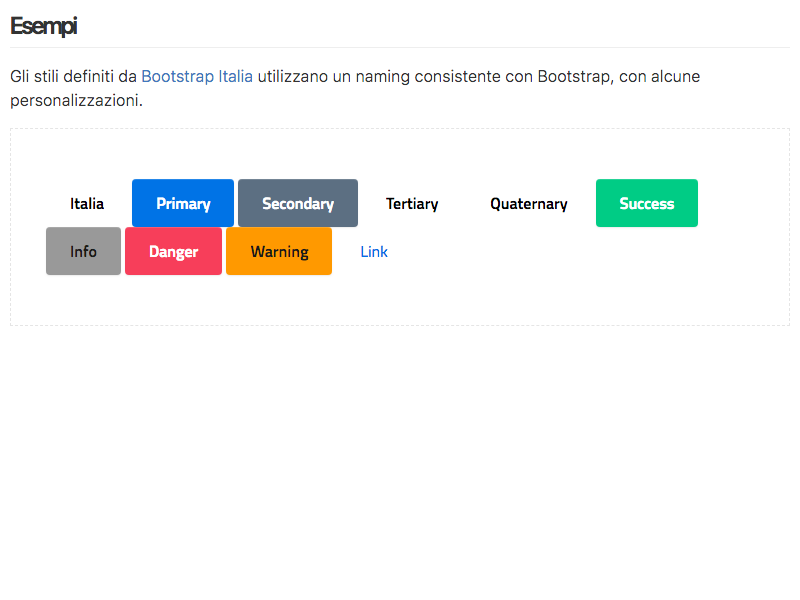 Esempi
Gli stili definiti da Bootstrap Italia utilizzano un naming consistente con Bootstrap, con alcune
personalizzazioni.
Italia Primary Secondary Tertiary Quaternary Success
Info Danger Warning Link